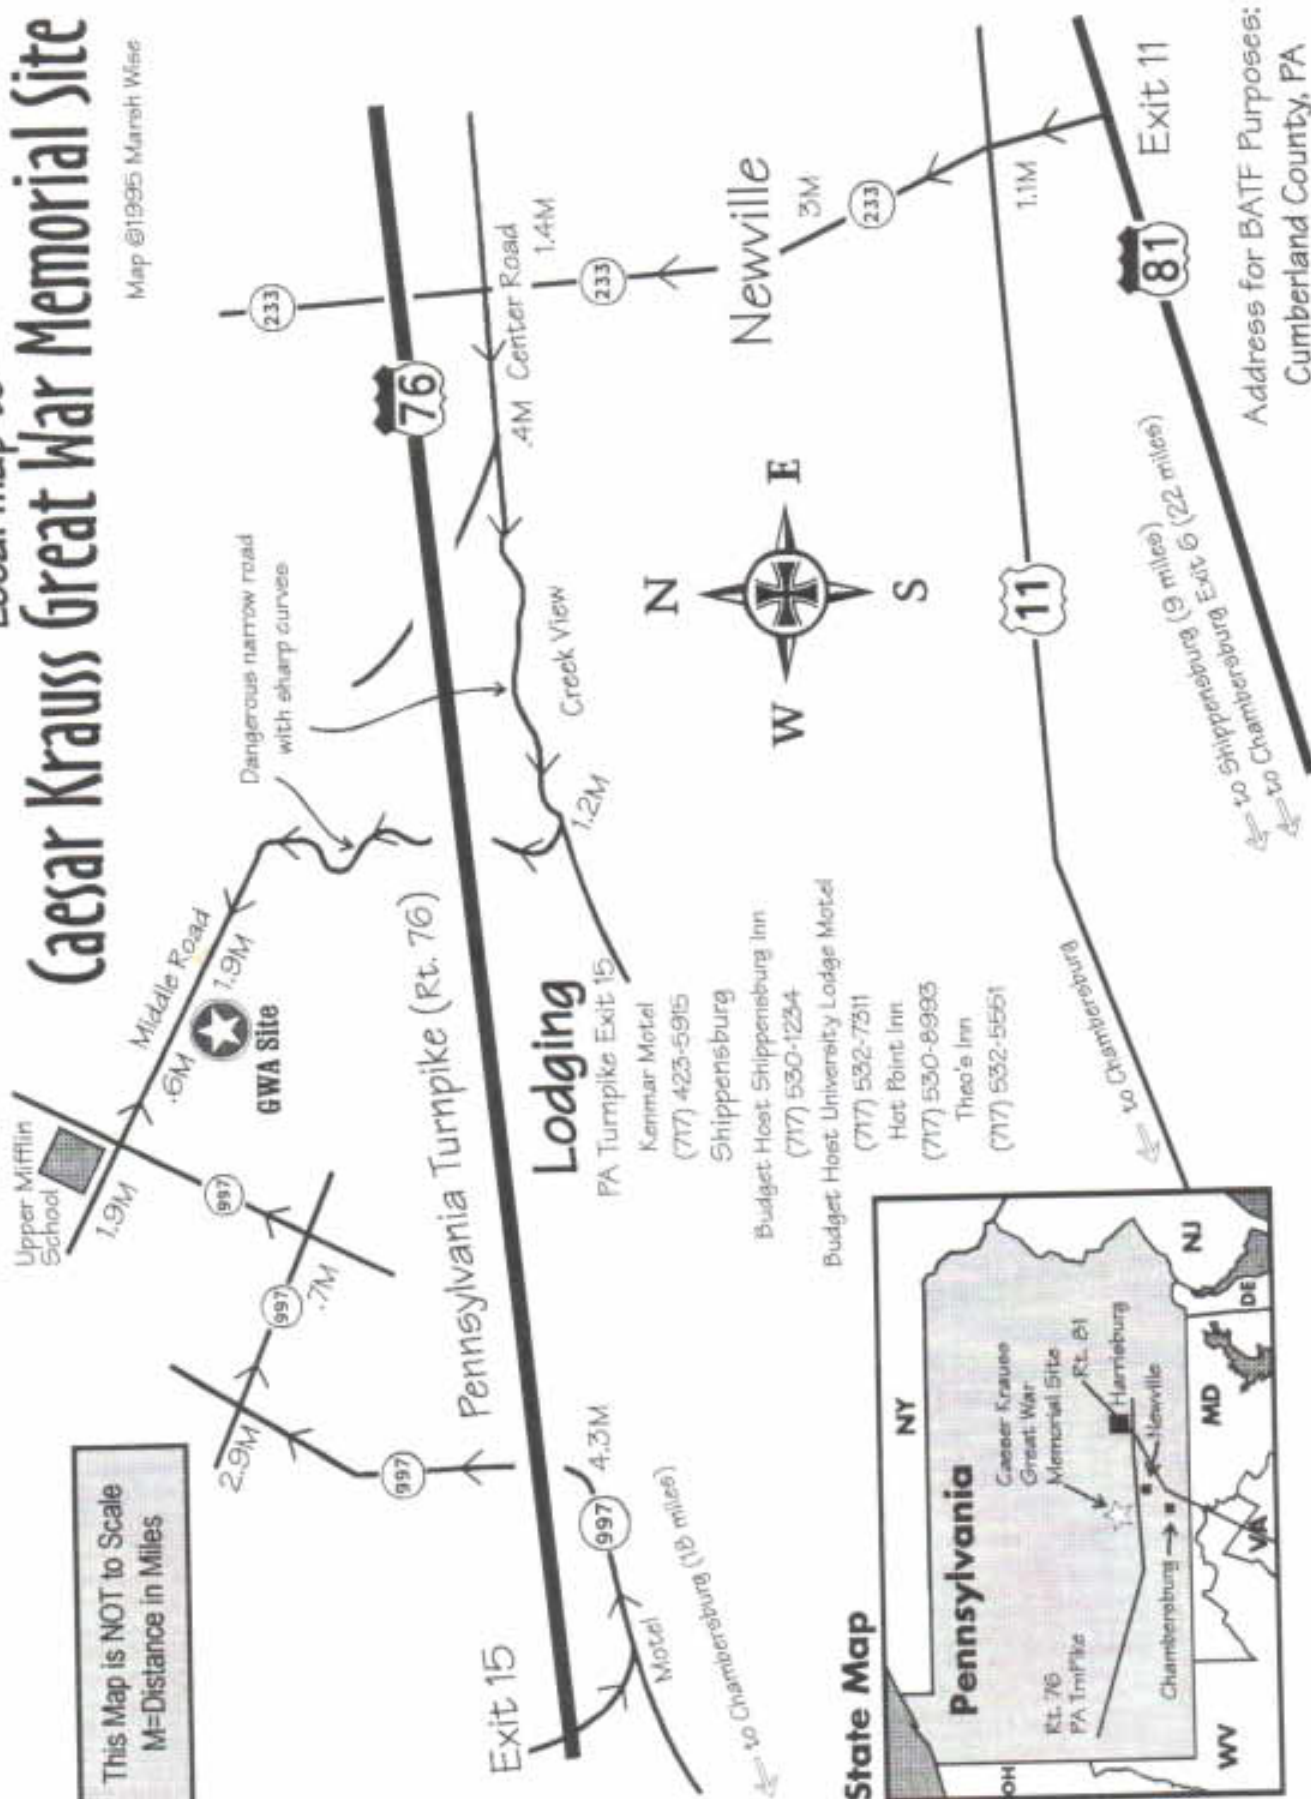 Local Map to
Caesar Krauss Great War Memorial Site
Map @1995 Marsh Wise
This Map is NOT to Scale
M=Distance in Miles
Upper Mifflin
School
1.9M
Middle Road
.6M
1.9M
GWA Site
997
997
.7M
2.9M
997
Dangerous narrow road
with sharp curves
233
76
Pennsylvania Turnpike (Rt. 76)
Exit 15
997
4.3M
Motel
to Chambersburg (18 miles)
.4M
Center Road
1.4M
233
Creek View
1.2M
Newville
3M
233
N
W
E
S
Lodging
PA Turnpike Exit 15
Kenmar Motel
(717) 423-5915
Shippensburg
Budget Host Shippensburg Inn
(717) 530-1234
Budget Host University Lodge Motel
(717) 532-7311
Hot Point Inn
(717) 530-8993
Theo's Inn
(717) 532-5551
11
1.1M
to Chambersburg
to Shippensburg (9 miles)
to Chambersburg Exit 6 (22 miles)
81
Exit 11
Address for BATF Purposes:
Cumberland County, PA
State Map
NY
Pennsylvania
Caeser Krauss
Great War
Memorial Site
Rt. 81
Harrisburg
Rt. 76
PA TrnPike
Newville
Chambersburg
OH
WV
VA
MD
DE
NJ